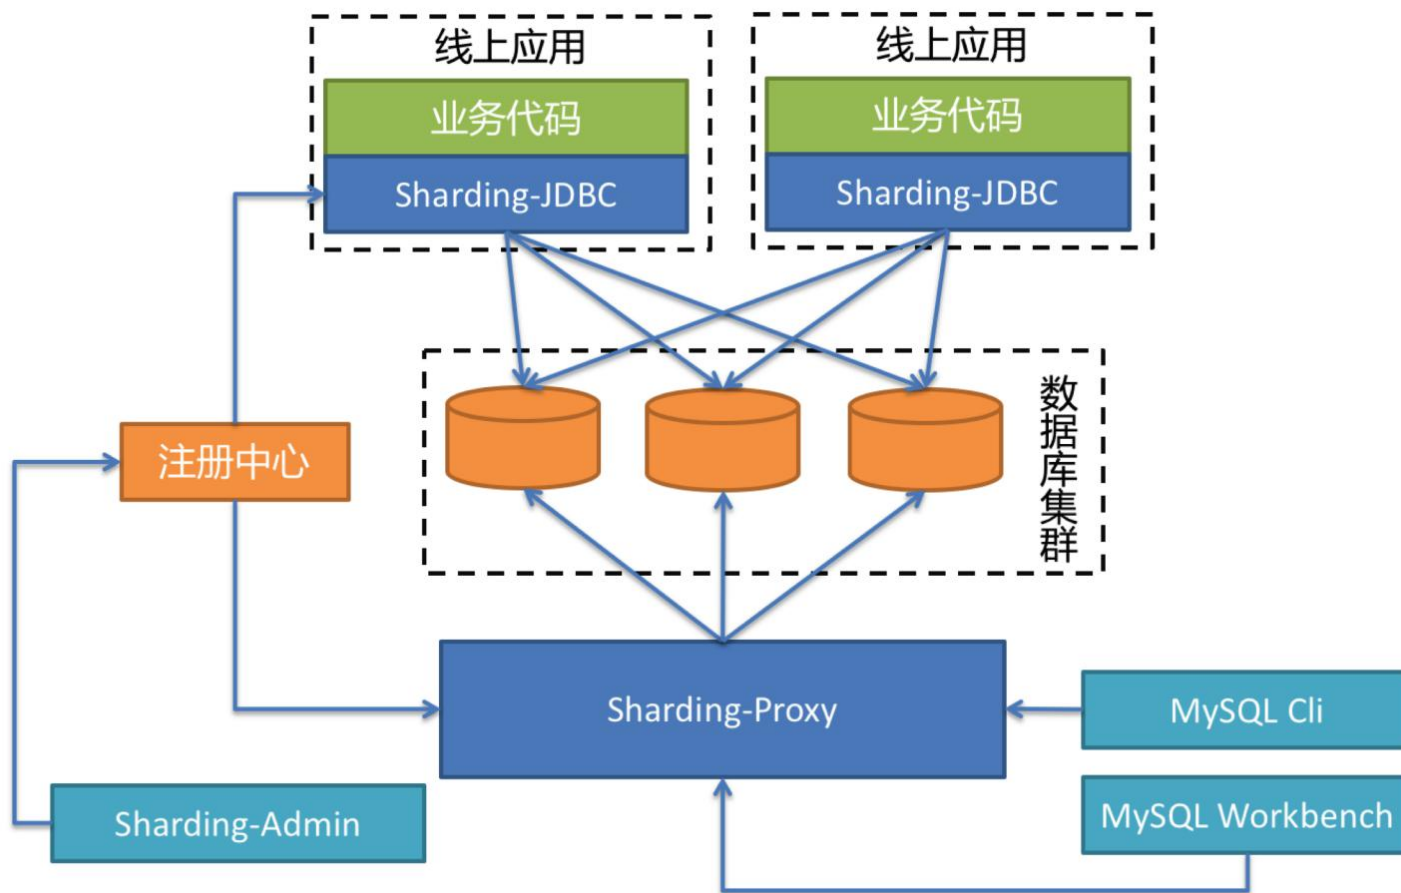 线上应用
线上应用
业务代码
业务代码
Sharding-JDBC
Sharding-JDBC
数据库集群
注册中心
Sharding-Proxy
MySQL Cli
Sharding-Admin
MySQL Workbench